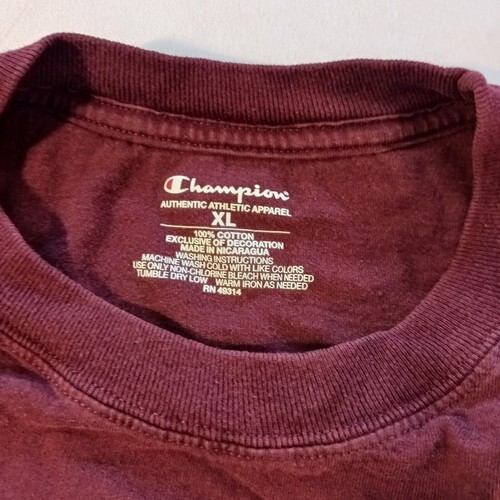 Champion
AUTHENTIC ATHLETIC APPAREL
XL
100% COTTON
EXCLUSIVE OF DECORATION
MADE IN NICARAGUA
WASHING INSTRUCTIONS
MACHINE WASH COLD WITH LIKE COLORS
USE ONLY NON-CHLORINE BLEACH WHEN NEEDED
TUMBLE DRY LOW WARM IRON AS NEEDED
RN 49314